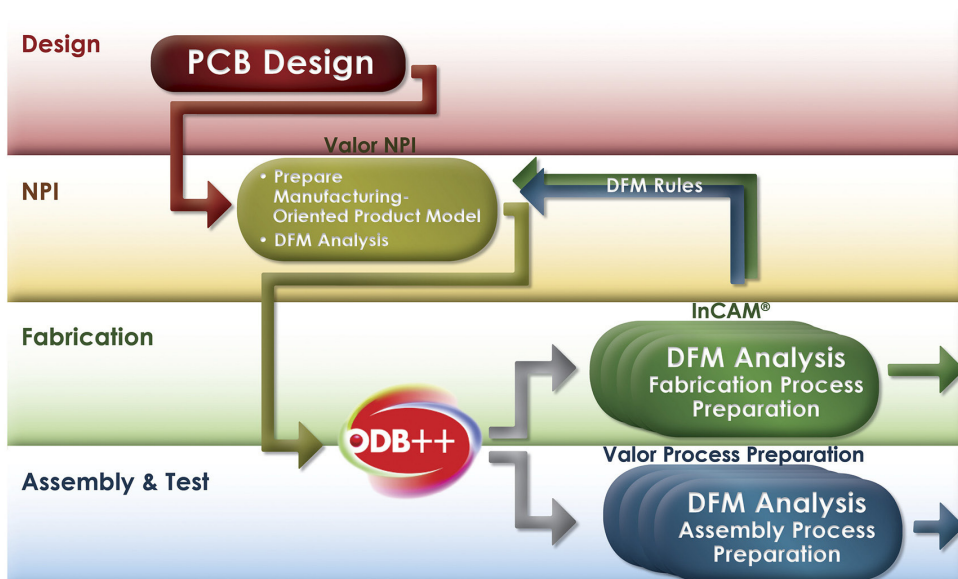 Design
PCB Design
Valor NPI
NPI
• Prepare
Manufacturing-
Oriented Product Model
• DFM Analysis
DFM Rules
InCAM®
Fabrication
DFM Analysis
Fabrication Process
Preparation
ODB++
Valor Process Preparation
Assembly & Test
DFM Analysis
Assembly Process
Preparation